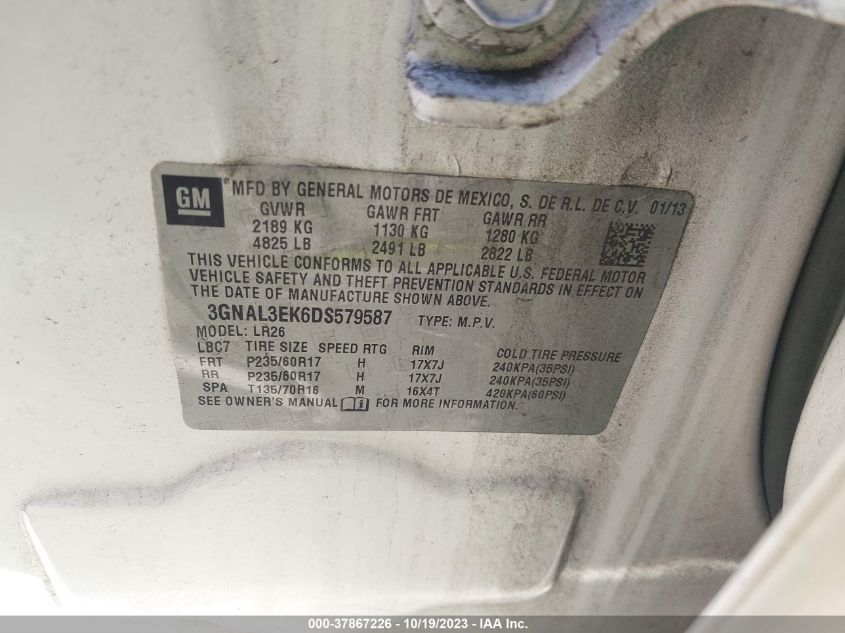 GM
MFD BY GENERAL MOTORS DE MEXICO, S. DE R.L. DE C.V. 01/13
GVWR GAWR FRT GAWR RR
2189 KG 1130 KG 1280 KG
4825 LB 2491 LB 2822 LB
THIS VEHICLE CONFORMS TO ALL APPLICABLE U.S. FEDERAL MOTOR
VEHICLE SAFETY AND THEFT PREVENTION STANDARDS IN EFFECT ON
THE DATE OF MANUFACTURE SHOWN ABOVE.
3GNAL3EK6DS579587 TYPE: M.P.V.
MODEL: LR26
LBC7 TIRE SIZE SPEED RTG RIM COLD TIRE PRESSURE
FRT P235/60R17 H 17X7J 240KPA(35PSI)
RR P235/60R17 H 17X7J 240KPA(35PSI)
SPA T135/70R16 M 16X4T 420KPA(60PSI)
SEE OWNER'S MANUAL FOR MORE INFORMATION.
000-37867226 - 10/19/2023 - IAA Inc.